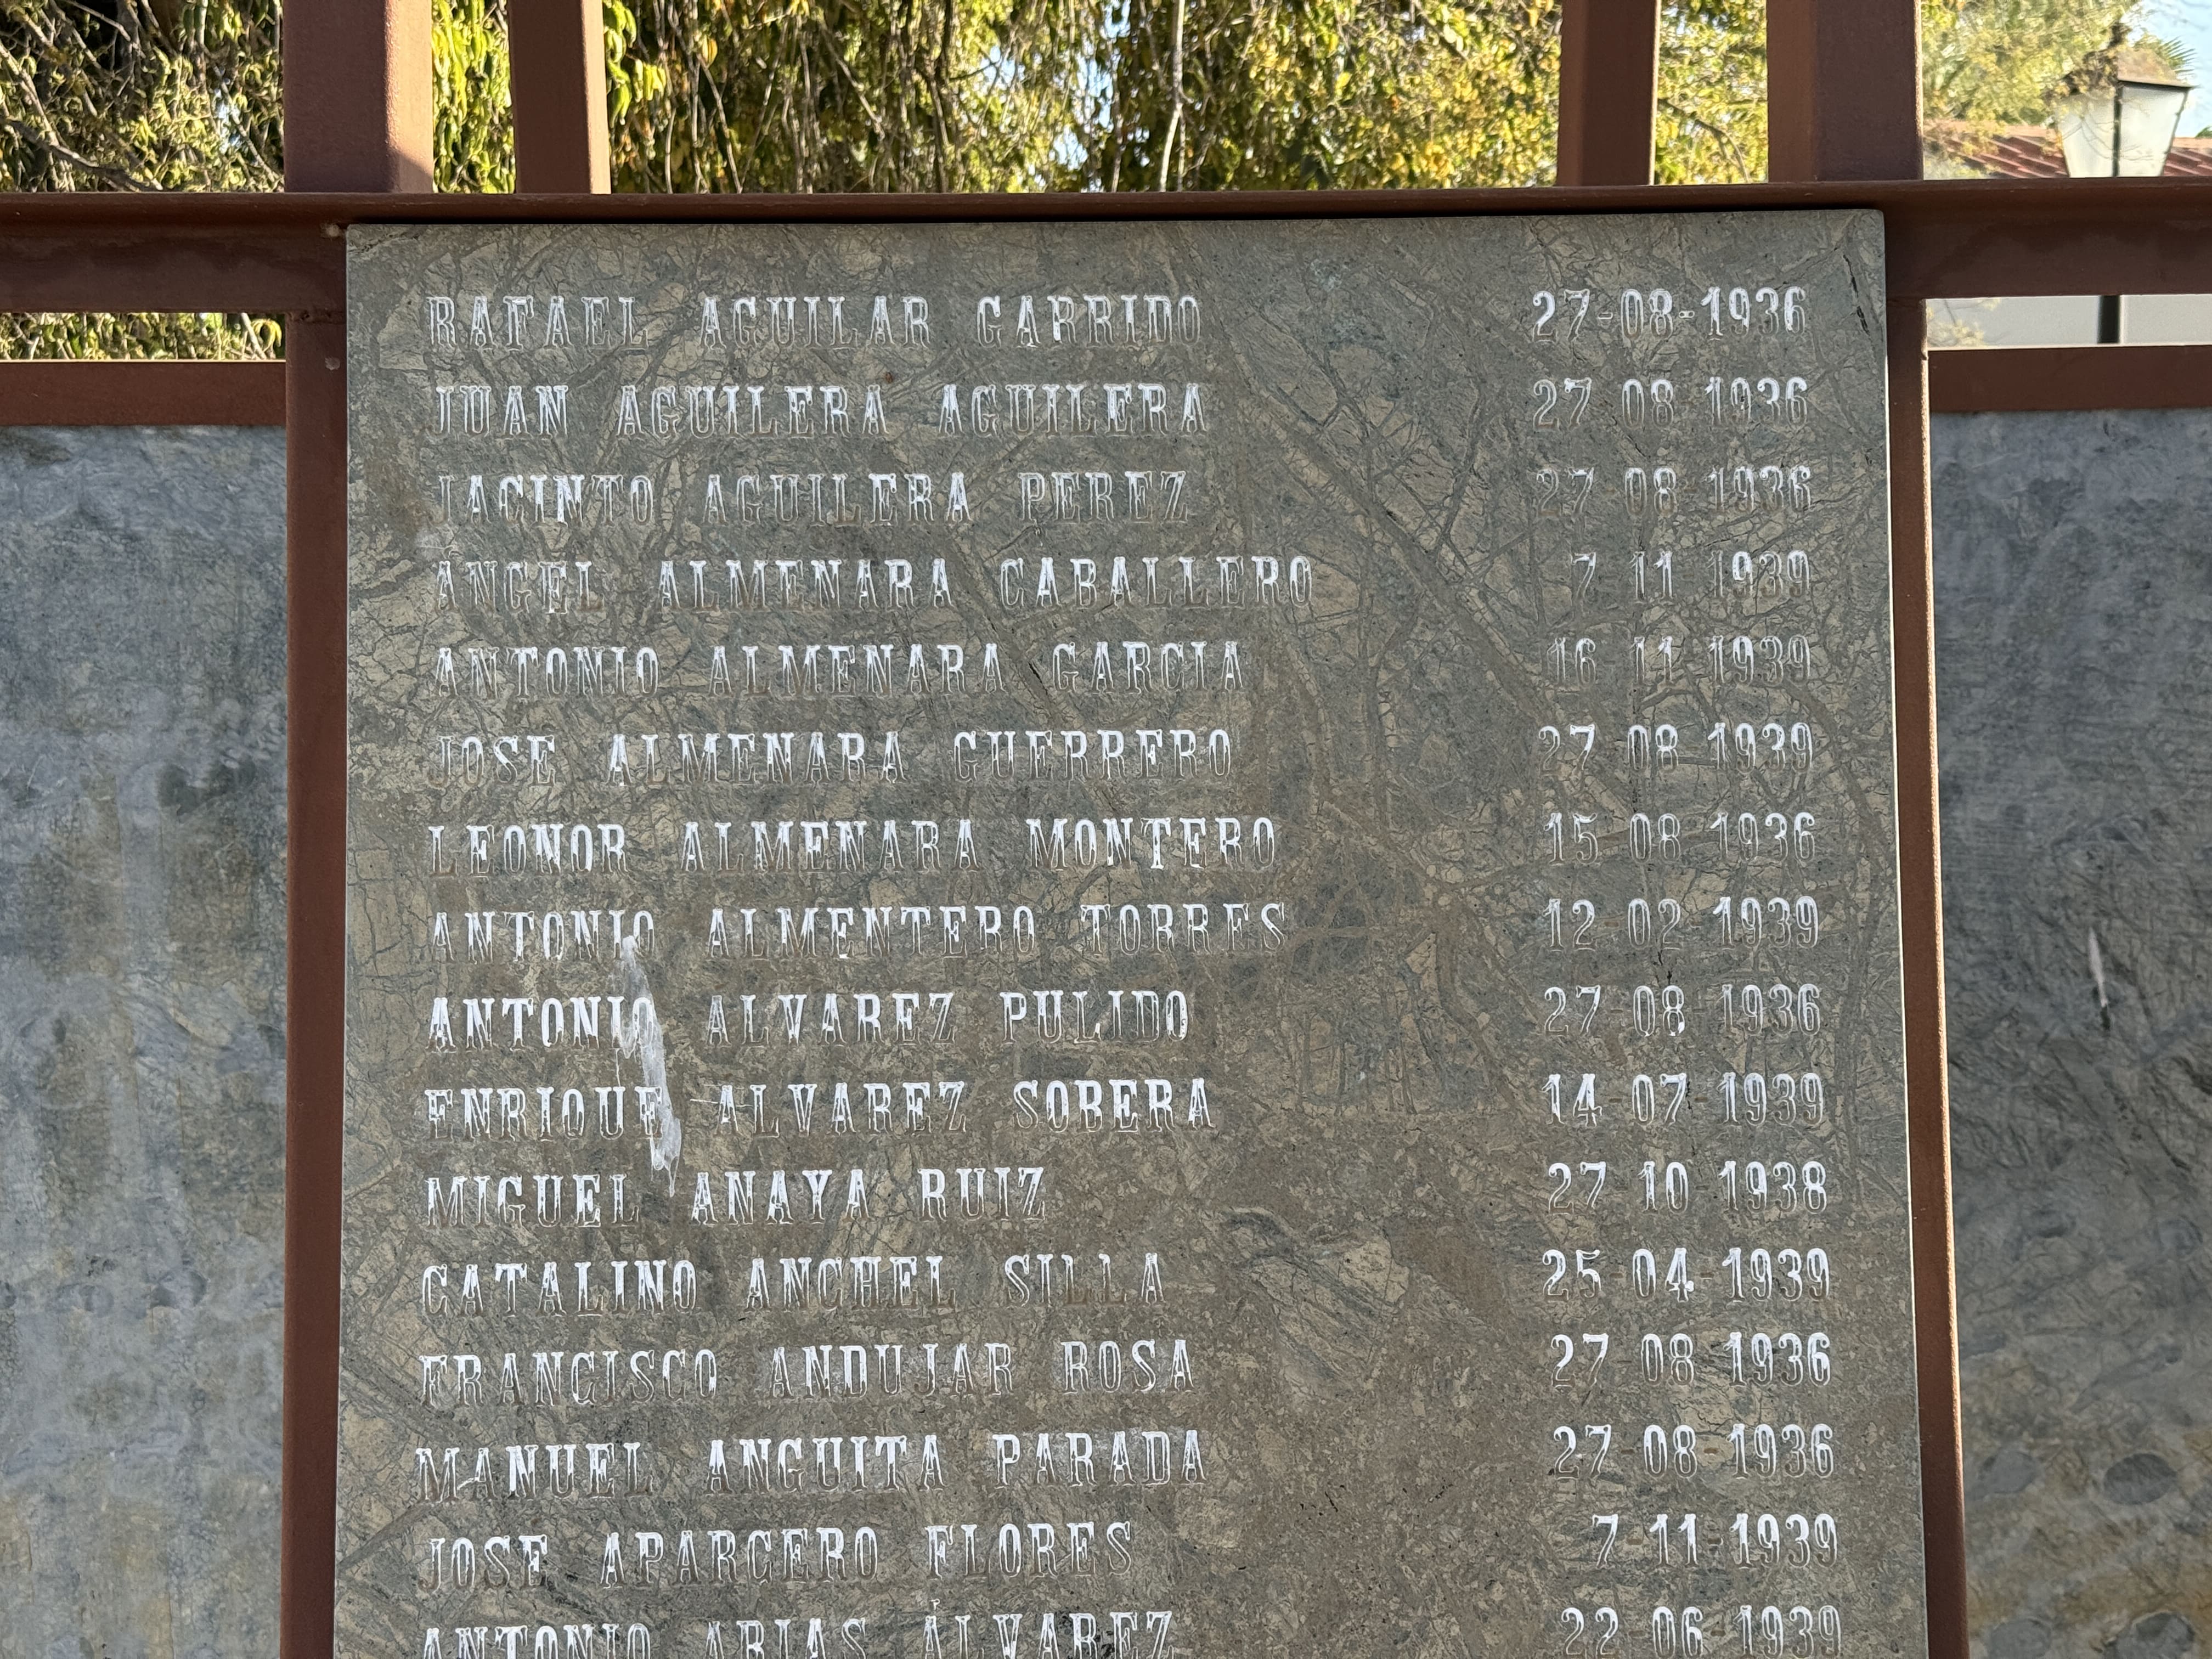 RAFAEL AGUILAR GARRIDO 27-08-1936
JUAN AGUILERA AGUILERA 27-08-1936
JACINTO AGUILERA PEREZ 27-08-1936
ÁNGEL ALMENARA CABALLERO 7-11-1939
ANTONIO ALMENARA GARCIA 16-11-1939
JOSE ALMENARA GUERRERO 27-08-1939
LEONOR ALMENARA MONTERO 15-08-1936
ANTONIO ALMENTERO TORRES 12-02-1939
ANTONIO ALVAREZ PULIDO 27-08-1936
ENRIQUE ALVAREZ SOBERA 14-07-1939
MIGUEL ANAYA RUIZ 27-10-1938
CATALINO ANCHEL SILLA 25-04-1939
FRANCISCO ANDUJAR ROSA 27-08-1936
MANUEL ANGUITA PARADA 27-08-1936
JOSE APARCERO FLORES 7-11-1939
ANTONIO ARIAS ÁLVAREZ 22-06-1939